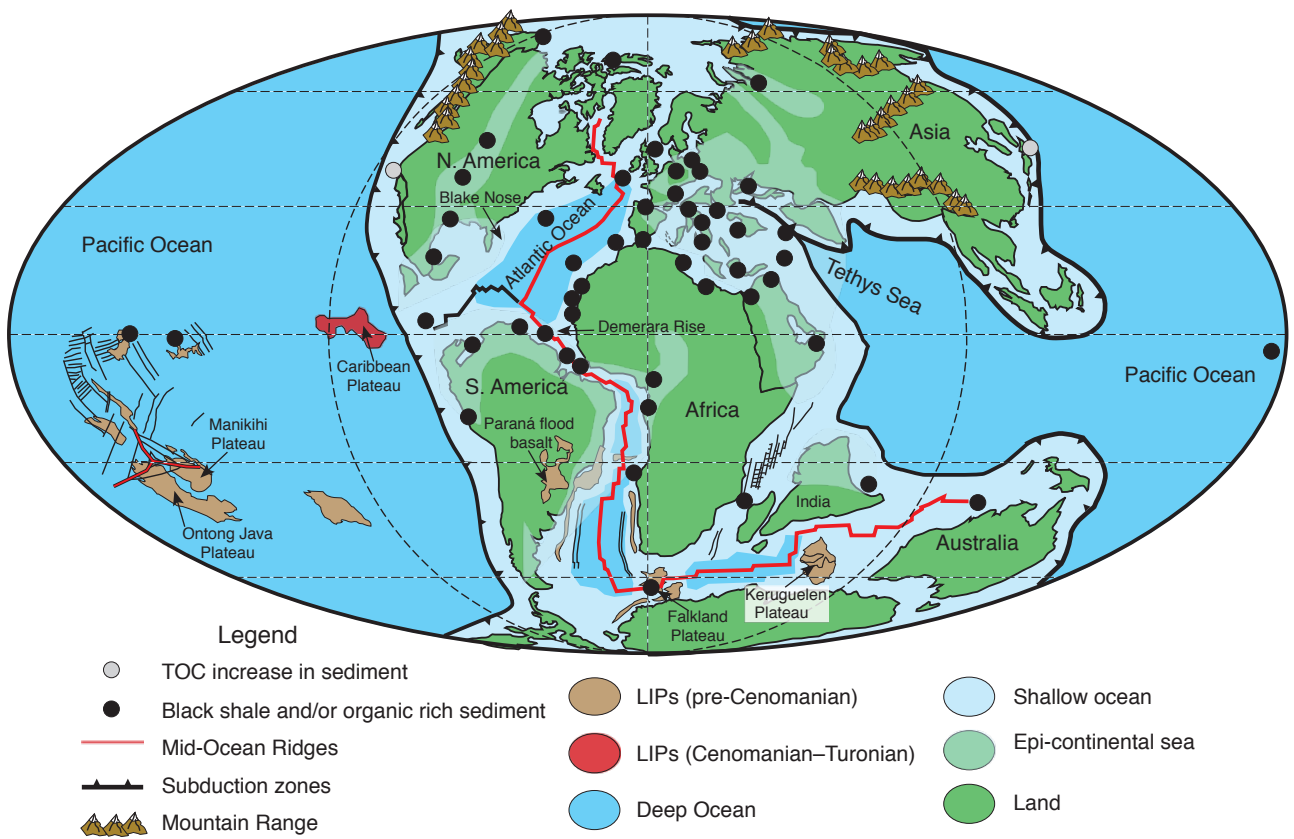 N. America
Asia
Blake Nose
Pacific Ocean
Atlantic Ocean
Tethys Sea
Demerara Rise
Caribbean
Plateau
Pacific Ocean
S. America
Africa
Manikihi
Plateau
Paraná flood
basalt
India
Ontong Java
Plateau
Australia
Keruguelen
Plateau
Falkland
Plateau
Legend
TOC increase in sediment
Black shale and/or organic rich sediment
Mid-Ocean Ridges
Subduction zones
Mountain Range
LIPs (pre-Cenomanian)
LIPs (Cenomanian–Turonian)
Deep Ocean
Shallow ocean
Epi-continental sea
Land